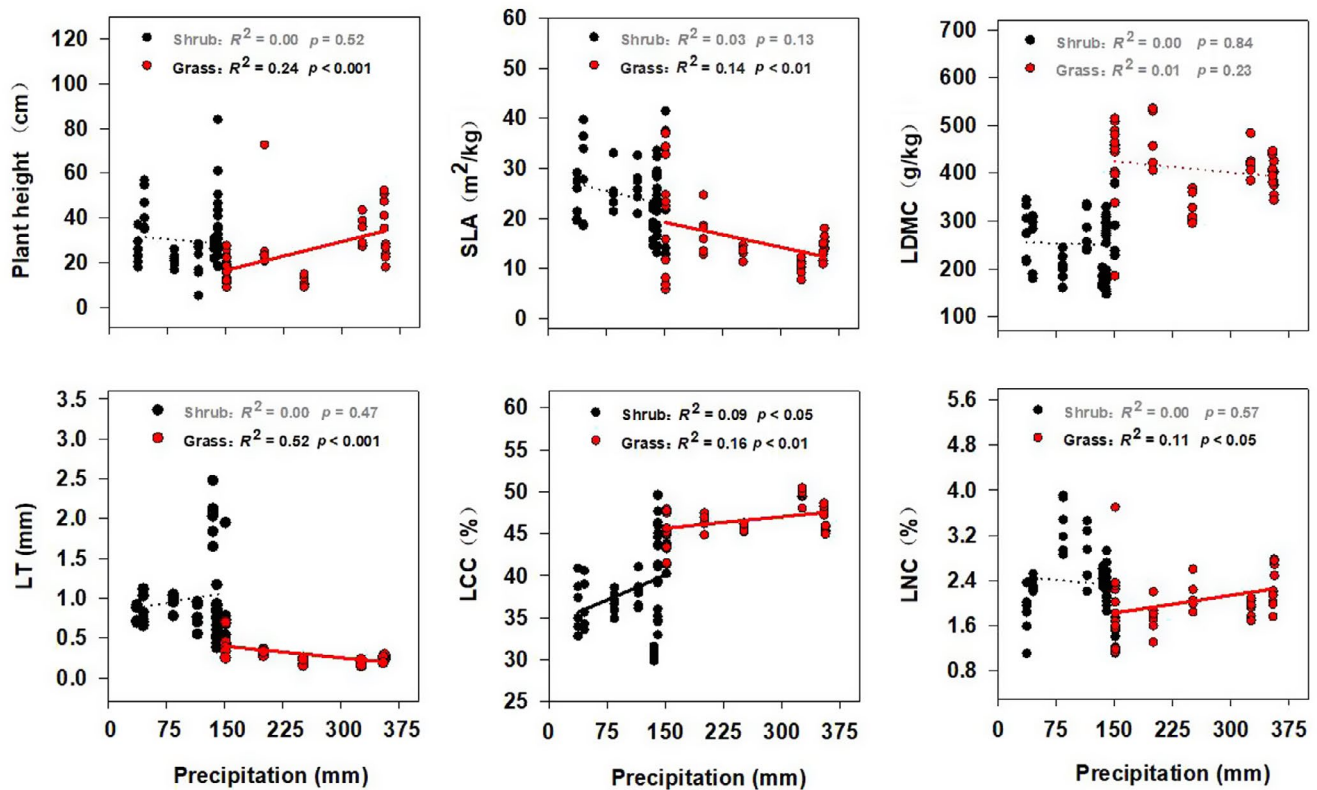 Shrub: R² = 0.00 p = 0.52
Grass: R² = 0.24 p < 0.001
120
100
80
60
40
20
0
Plant height (cm)
Shrub: R² = 0.03 p = 0.13
Grass: R² = 0.14 p < 0.01
60
50
40
30
20
10
0
SLA (m²/kg)
Shrub: R² = 0.00 p = 0.84
Grass: R² = 0.01 p = 0.23
700
600
500
400
300
200
100
LDMC (g/kg)
Shrub: R² = 0.00 p = 0.47
Grass: R² = 0.52 p < 0.001
3.5
3.0
2.5
2.0
1.5
1.0
0.5
0.0
LT (mm)
0 75 150 225 300 375
Precipitation (mm)
Shrub: R² = 0.09 p < 0.05
Grass: R² = 0.16 p < 0.01
60
55
50
45
40
35
30
25
LCC (%)
0 75 150 225 300 375
Precipitation (mm)
Shrub: R² = 0.00 p = 0.57
Grass: R² = 0.11 p < 0.05
5.6
4.8
4.0
3.2
2.4
1.6
0.8
LNC (%)
0 75 150 225 300 375
Precipitation (mm)